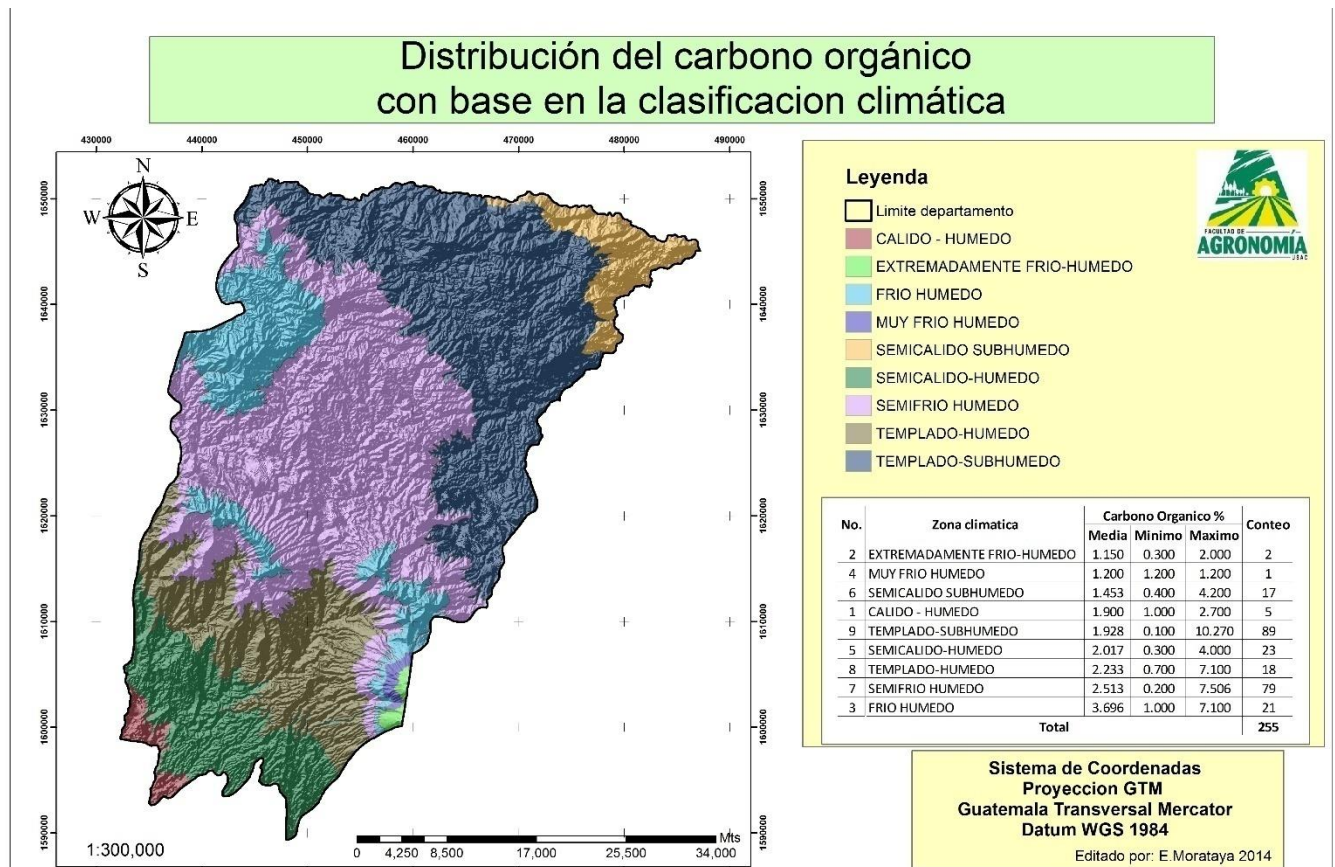 Distribución del carbono orgánico
con base en la clasificacion climática
430000 440000 450000 460000 470000 480000 490000
N
W E
S
1650000 1650000
1640000 1640000
1630000 1630000
1620000 1620000
1610000 1610000
1600000 1600000
1590000 1590000
1:300,000
Mts
0 4,250 8,500 17,000 25,500 34,000
Leyenda
Limite departamento
CALIDO - HUMEDO
EXTREMADAMENTE FRIO-HUMEDO
FRIO HUMEDO
MUY FRIO HUMEDO
SEMICALIDO SUBHUMEDO
SEMICALIDO-HUMEDO
SEMIFRIO HUMEDO
TEMPLADO-HUMEDO
TEMPLADO-SUBHUMEDO
FACULTAD DE
AGRONOMÍA
USAC
No. Zona climatica Carbono Organico % Conteo
Media Minimo Maximo
2 EXTREMADAMENTE FRIO-HUMEDO 1.150 0.300 2.000 2
4 MUY FRIO HUMEDO 1.200 1.200 1.200 1
6 SEMICALIDO SUBHUMEDO 1.453 0.400 4.200 17
1 CALIDO - HUMEDO 1.900 1.000 2.700 5
9 TEMPLADO-SUBHUMEDO 1.928 0.100 10.270 89
5 SEMICALIDO-HUMEDO 2.017 0.300 4.000 23
8 TEMPLADO-HUMEDO 2.233 0.700 7.100 18
7 SEMIFRIO HUMEDO 2.513 0.200 7.506 79
3 FRIO HUMEDO 3.696 1.000 7.100 21
Total 255
Sistema de Coordenadas
Proyeccion GTM
Guatemala Transversal Mercator
Datum WGS 1984
Editado por: E.Morataya 2014